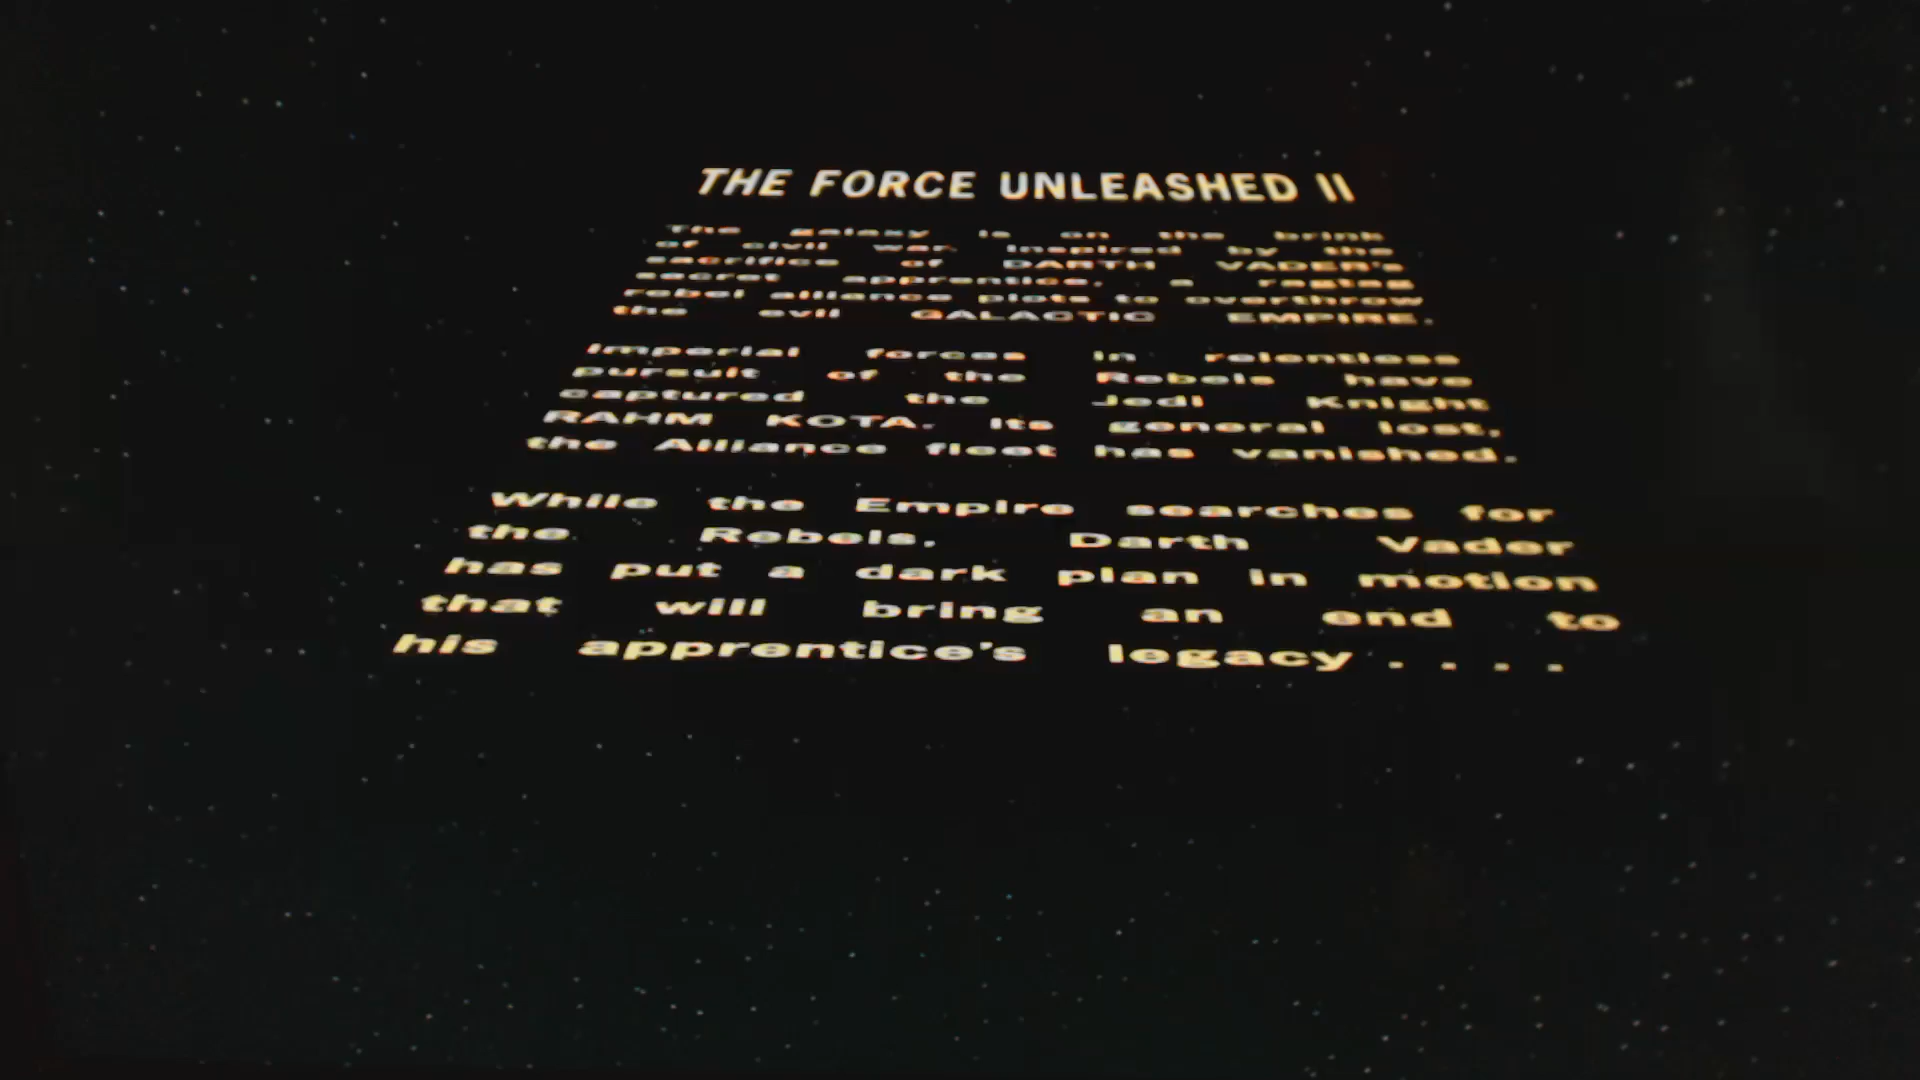 THE FORCE UNLEASHED II
The galaxy is on the brink
of civil war. Inspired by the
sacrifice of DARTH VADER's
secret apprentice, a ragtag
rebel alliance plots to overthrow
the evil GALACTIC EMPIRE.
Imperial forces in relentless
pursuit of the Rebels have
captured the Jedi Knight
RAHM KOTA. Its general lost,
the Alliance fleet has vanished.
While the Empire searches for
the Rebels, Darth Vader
has put a dark plan in motion
that will bring an end to
his apprentice's legacy . . . .